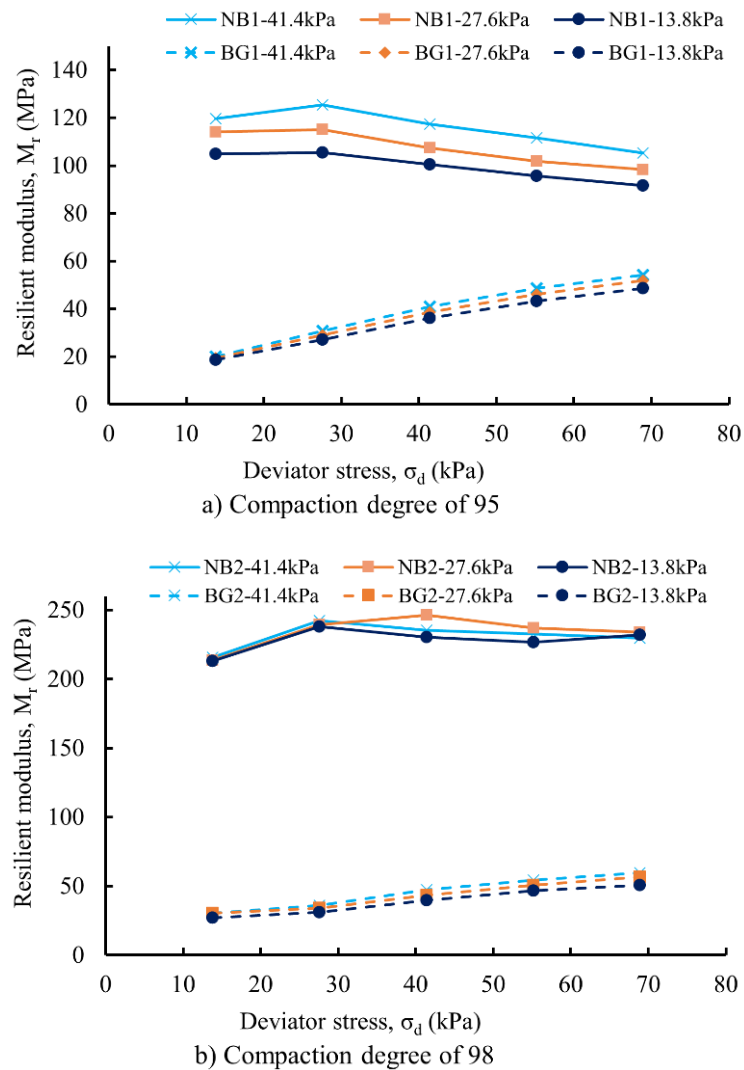 NB1-41.4kPa NB1-27.6kPa NB1-13.8kPa
BG1-41.4kPa BG1-27.6kPa BG1-13.8kPa
140
120
100
80
60
40
20
0
Resilient modulus, Mr (MPa)
0 10 20 30 40 50 60 70 80
Deviator stress, σd (kPa)
a) Compaction degree of 95
NB2-41.4kPa NB2-27.6kPa NB2-13.8kPa
BG2-41.4kPa BG2-27.6kPa BG2-13.8kPa
250
200
150
100
50
0
Resilient modulus, Mr (MPa)
0 10 20 30 40 50 60 70 80
Deviator stress, σd (kPa)
b) Compaction degree of 98